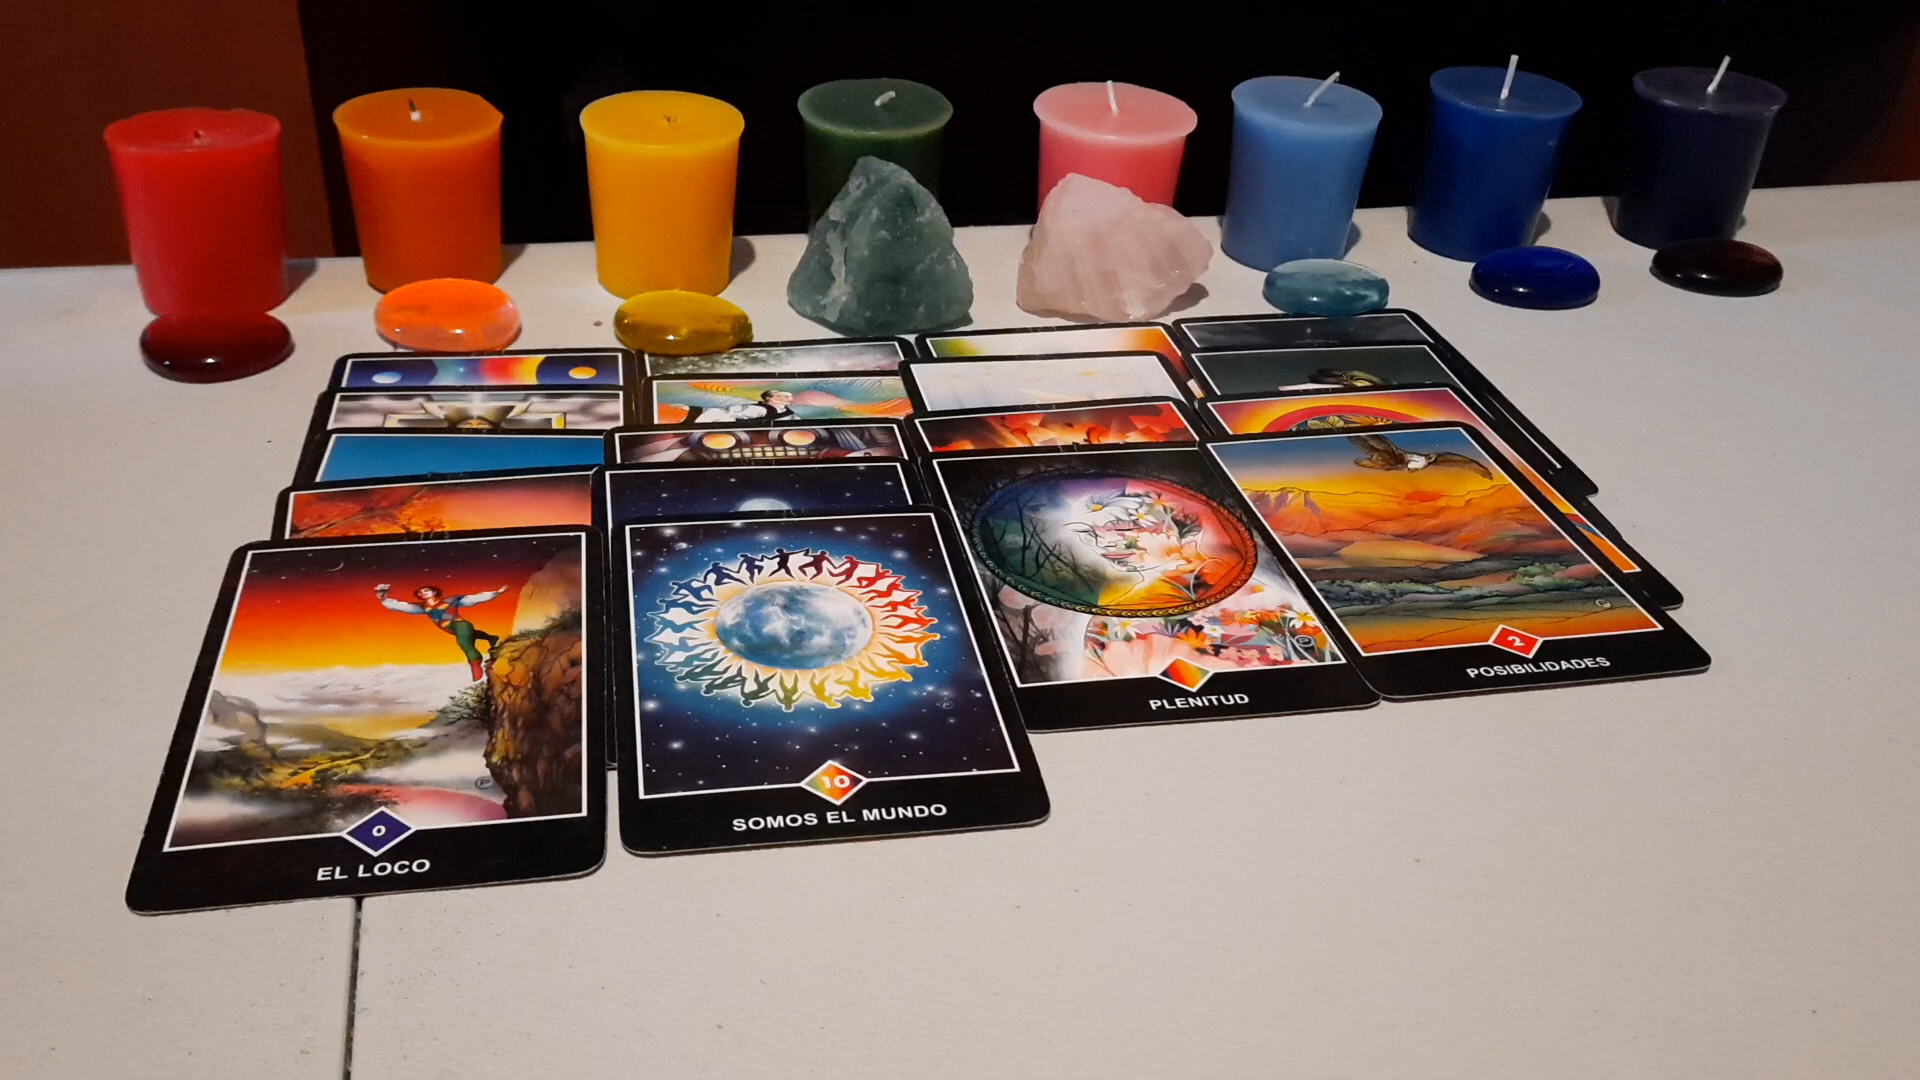 0
EL LOCO
10
SOMOS EL MUNDO
PLENITUD
2
POSIBILIDADES